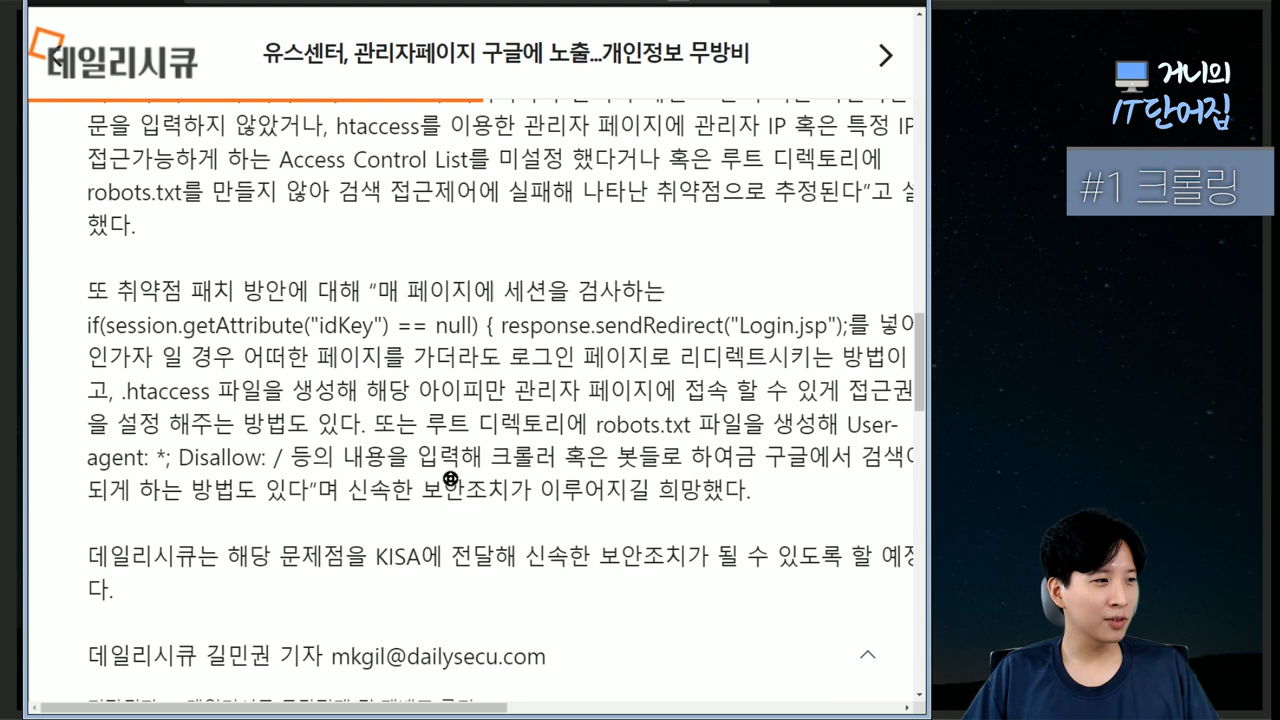 데일리시큐
유스센터, 관리자페이지 구글에 노출...개인정보 무방비
문을 입력하지 않았거나, htaccess를 이용한 관리자 페이지에 관리자 IP 혹은 특정 IP
접근가능하게 하는 Access Control List를 미설정 했다거나 혹은 루트 디렉토리에
robots.txt를 만들지 않아 검색 접근제어에 실패해 나타난 취약점으로 추정된다”고
했다.
또 취약점 패치 방안에 대해 “매 페이지에 세션을 검사하는
if(session.getAttribute("idKey") == null) { response.sendRedirect("Login.jsp");를
인가자 일 경우 어떠한 페이지를 가더라도 로그인 페이지로 리디렉트시키는 방법이
고, .htaccess 파일을 생성해 해당 아이피만 관리자 페이지에 접속 할 수 있게 접근권
을 설정 해주는 방법도 있다. 또는 루트 디렉토리에 robots.txt 파일을 생성해 User-
agent: *; Disallow: / 등의 내용을 입력해 크롤러 혹은 봇들로 하여금 구글에서
되게 하는 방법도 있다”며 신속한 보안조치가 이루어지길 희망했다.
데일리시큐는 해당 문제점을 KISA에 전달해 신속한 보안조치가 될 수 있도록 할 예정
다.
데일리시큐 길민권 기자 mkgil@dailysecu.com
거니의
IT단어집
#1 크롤링